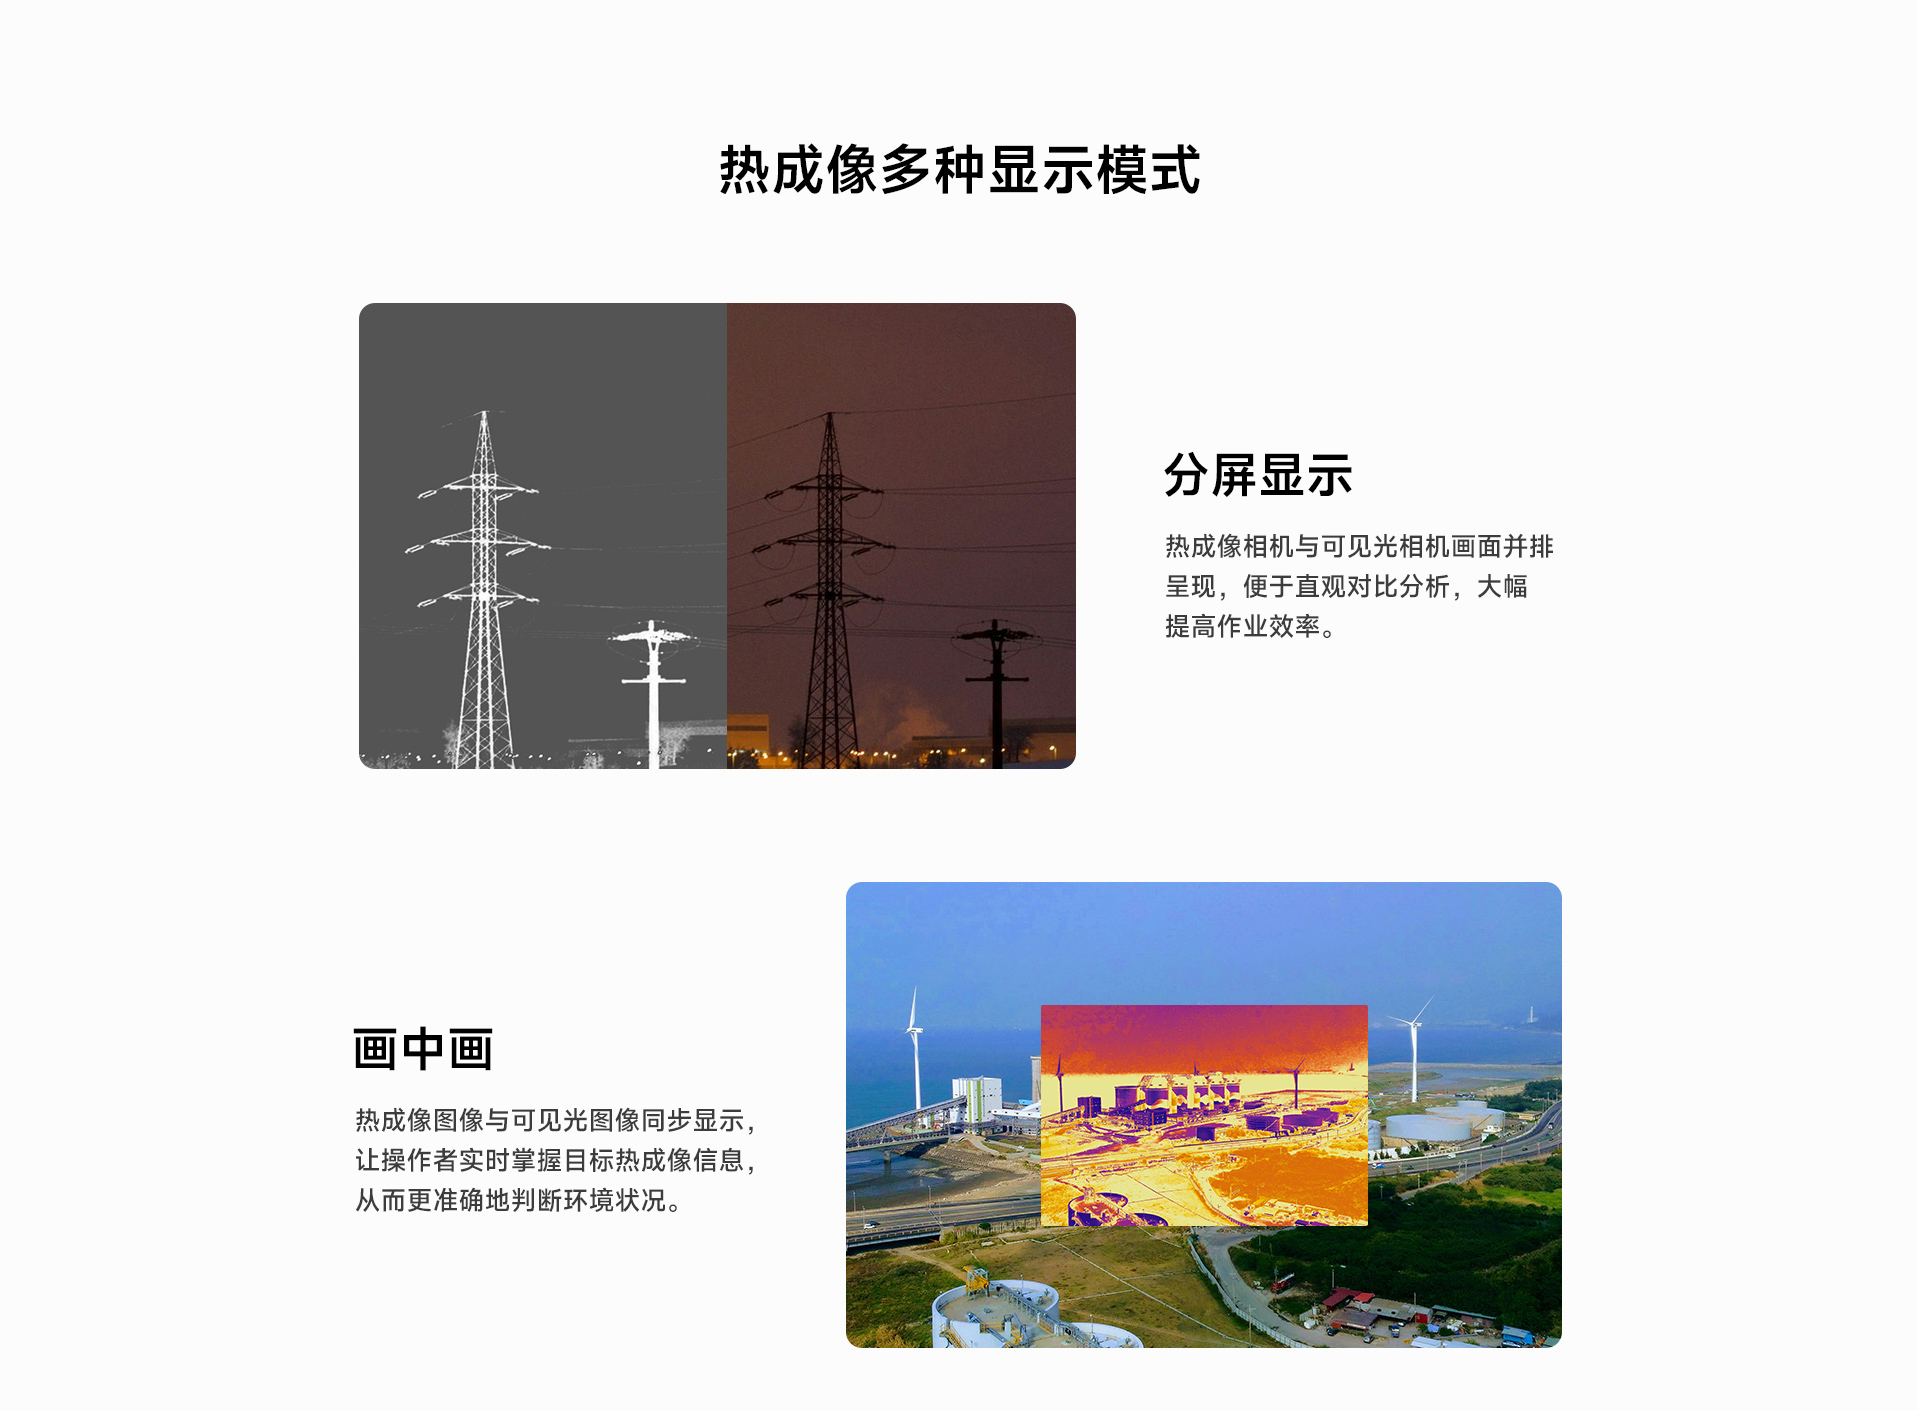 热成像多种显示模式
分屏显示
热成像相机与可见光相机画面并排
呈现，便于直观对比分析，大幅
提高作业效率。
画中画
热成像图像与可见光图像同步显示，
让操作者实时掌握目标热成像信息，
从而更准确地判断环境状况。